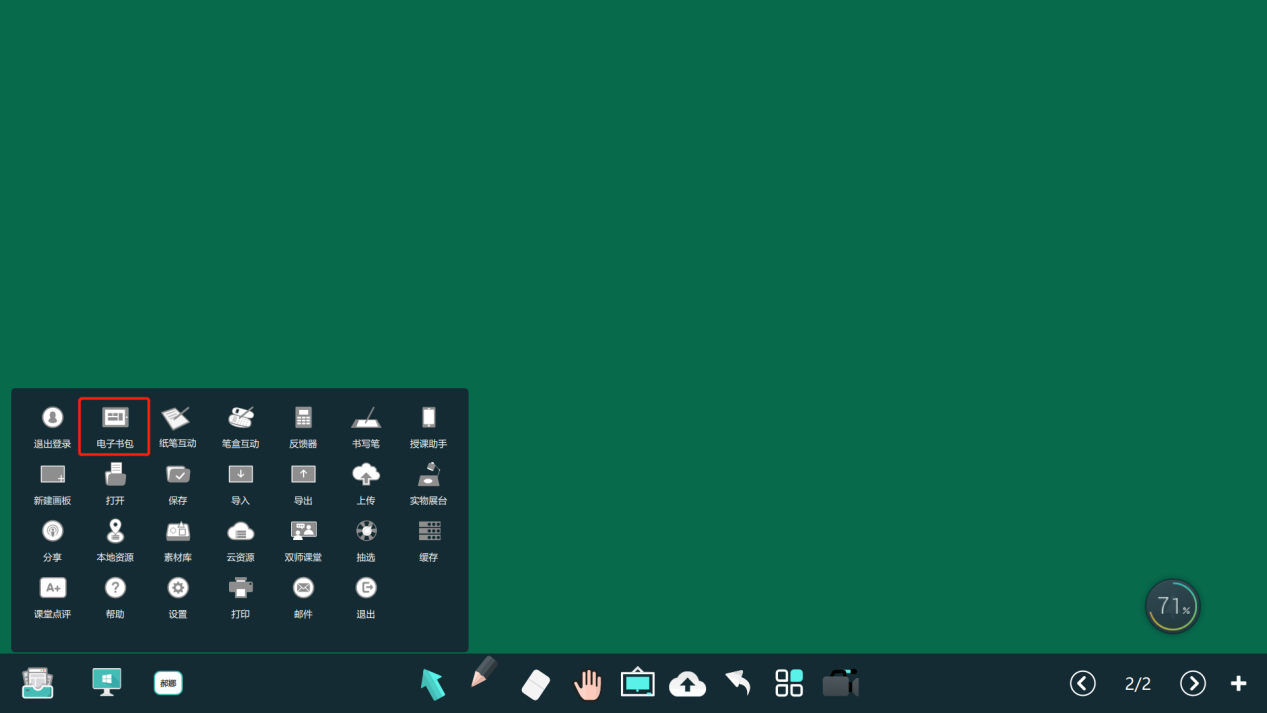 退出登录 电子书包 纸笔互动 笔盒互动 反馈器 书写笔 授课助手
新建画板 打开 保存 导入 导出 上传 实物展台
分享 本地资源 素材库 云资源 双师课堂 抽选 缓存
A+
课堂点评 帮助 设置 打印 邮件 退出
71%
郝娜 2/2